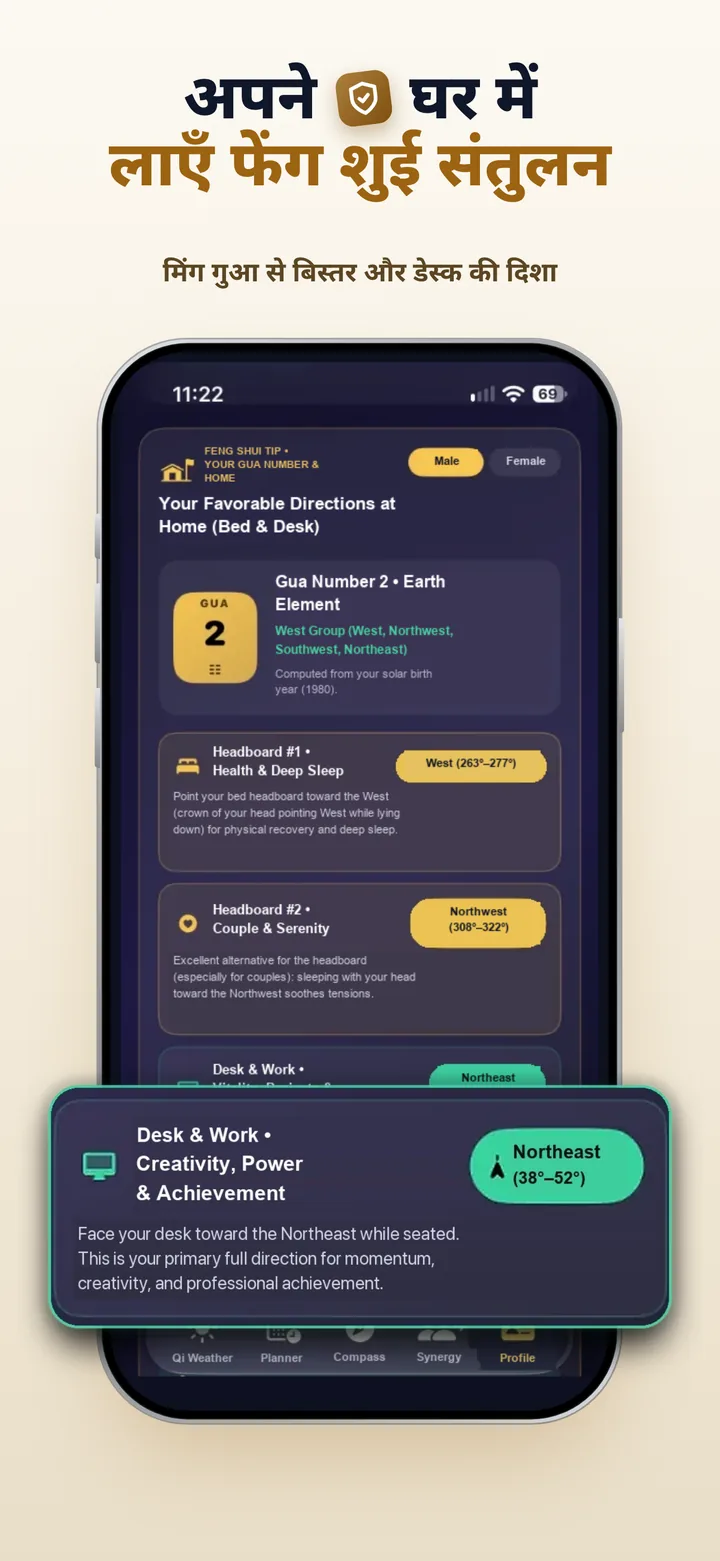 अपने घर में
लाएँ फेंग शुई संतुलन
मिंग गुआ से बिस्तर और डेस्क की दिशा
11:22
69
FENG SHUI TIP •
YOUR GUA NUMBER &
HOME
Male
Female
Your Favorable Directions at
Home (Bed & Desk)
GUA
2
Gua Number 2 • Earth
Element
West Group (West, Northwest,
Southwest, Northeast)
Computed from your solar birth
year (1980).
Headboard #1 •
Health & Deep Sleep
West (263°–277°)
Point your bed headboard toward the West
(crown of your head pointing West while lying
down) for physical recovery and deep sleep.
Headboard #2 •
Couple & Serenity
Northwest
(308°–322°)
Excellent alternative for the headboard
(especially for couples): sleeping with your head
toward the Northwest soothes tensions.
Desk & Work •
Northeast
Desk & Work •
Creativity, Power
& Achievement
Northeast
(38°–52°)
Face your desk toward the Northeast while seated.
This is your primary full direction for momentum,
creativity, and professional achievement.
Qi Weather
Planner
Compass
Synergy
Profile